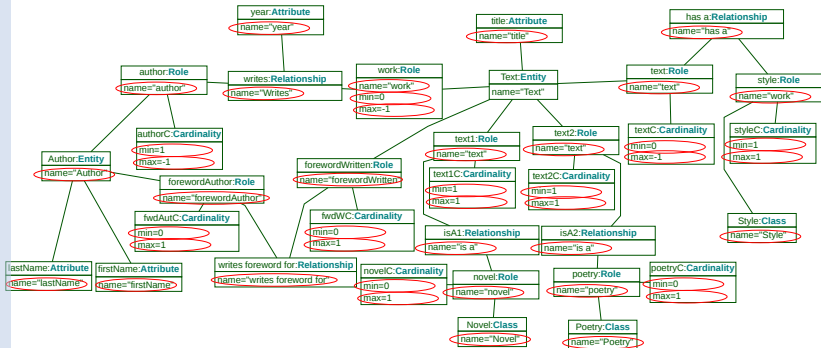 year:Attribute
name="year"
title:Attribute
name="title"
has a:Relationship
name="has a"
author:Role
name="author"
writes:Relationship
name="Writes"
work:Role
name="work"
min=0
max=-1
Text:Entity
name="Text"
text:Role
name="text"
style:Role
name="work"
authorC:Cardinality
min=1
max=-1
text1:Role
name="text"
text2:Role
name="text"
textC:Cardinality
min=0
max=-1
styleC:Cardinality
min=1
max=1
Author:Entity
name="Author
forewordAuthor:Role
name="forewordAuthor"
forewordWritten:Role
name="forewordWritten
text1C:Cardinality
min=1
max=1
text2C:Cardinality
min=1
max=1
fwdAutC:Cardinality
min=0
max=1
fwdWC:Cardinality
min=0
max=1
Style:Class
name="Style"
isA1:Relationship
name="is a"
isA2:Relationship
name="is a"
lastName:Attribute
name="lastName"
firstName:Attribute
name="firstName"
writes foreword for:Relationship
name="writes foreword for"
novelC:Cardinality
min=0
max=1
novel:Role
name="novel"
poetry:Role
name="poetry"
poetryC:Cardinality
min=0
max=1
Novel:Class
name="Novel"
Poetry:Class
name="Poetry"